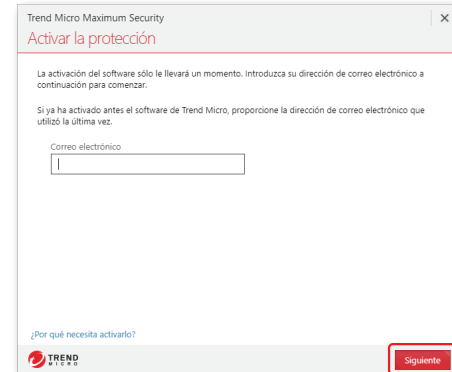 Trend Micro Maximum Security
Activar la protección
La activación del software sólo le llevará un momento. Introduzca su dirección de correo electrónico a
continuación para comenzar.
Si ya ha activado antes el software de Trend Micro, proporcione la dirección de correo electrónico que
utilizó la última vez.
Correo electrónico
¿Por qué necesita activarlo?
TREND
MICRO
Siguiente